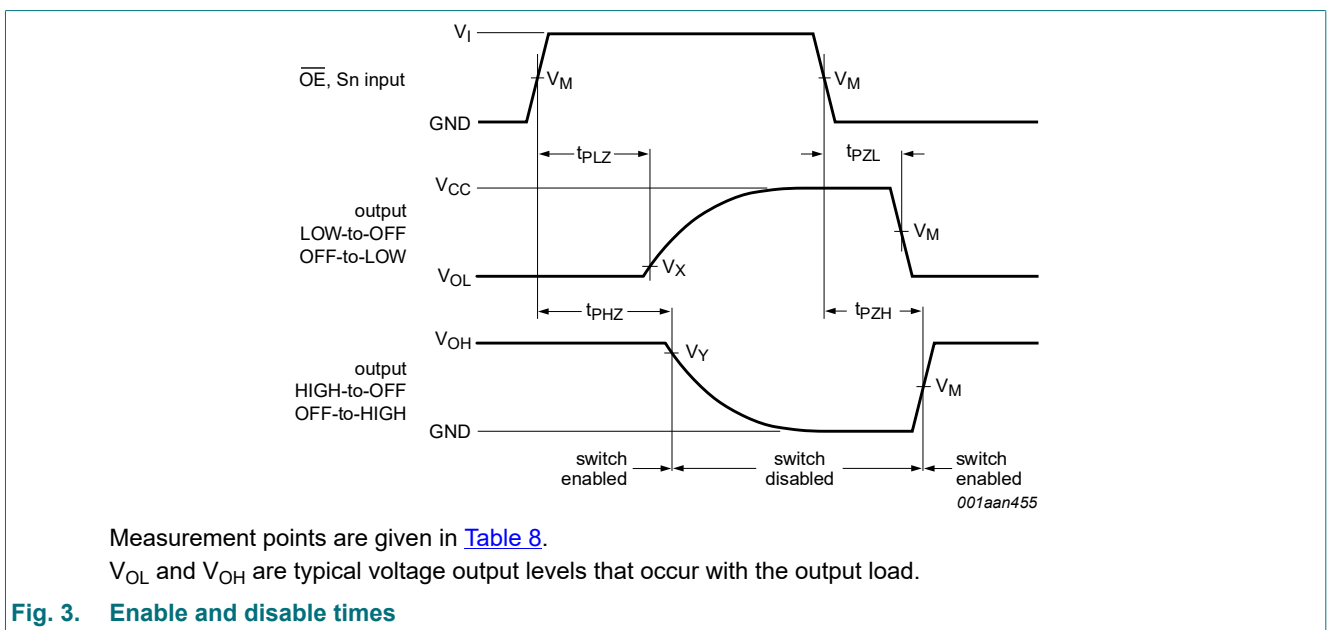 V_I
O̅E̅, Sn input
V_M
V_M
GND
t_PLZ
t_PZL
V_CC
output
LOW-to-OFF
OFF-to-LOW
V_M
V_X
V_OL
t_PHZ
t_PZH
V_OH
V_Y
output
HIGH-to-OFF
OFF-to-HIGH
V_M
GND
switch
enabled
switch
disabled
switch
enabled
001aan455
Measurement points are given in Table 8.
V_OL and V_OH are typical voltage output levels that occur with the output load.
Fig. 3. Enable and disable times